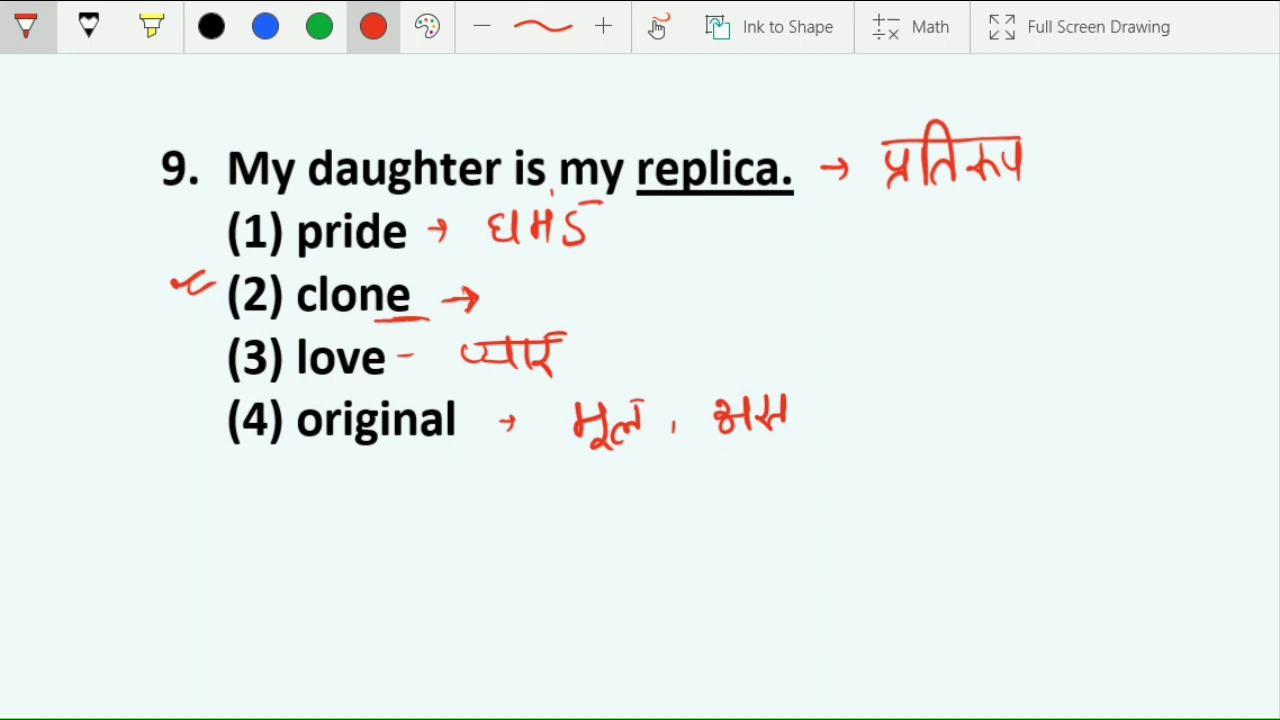 Ink to Shape Math Full Screen Drawing
9. My daughter is my replica. → प्रतिरूप
(1) pride → घमंड
(2) clone →
(3) love - प्यार
(4) original → मूल, अस